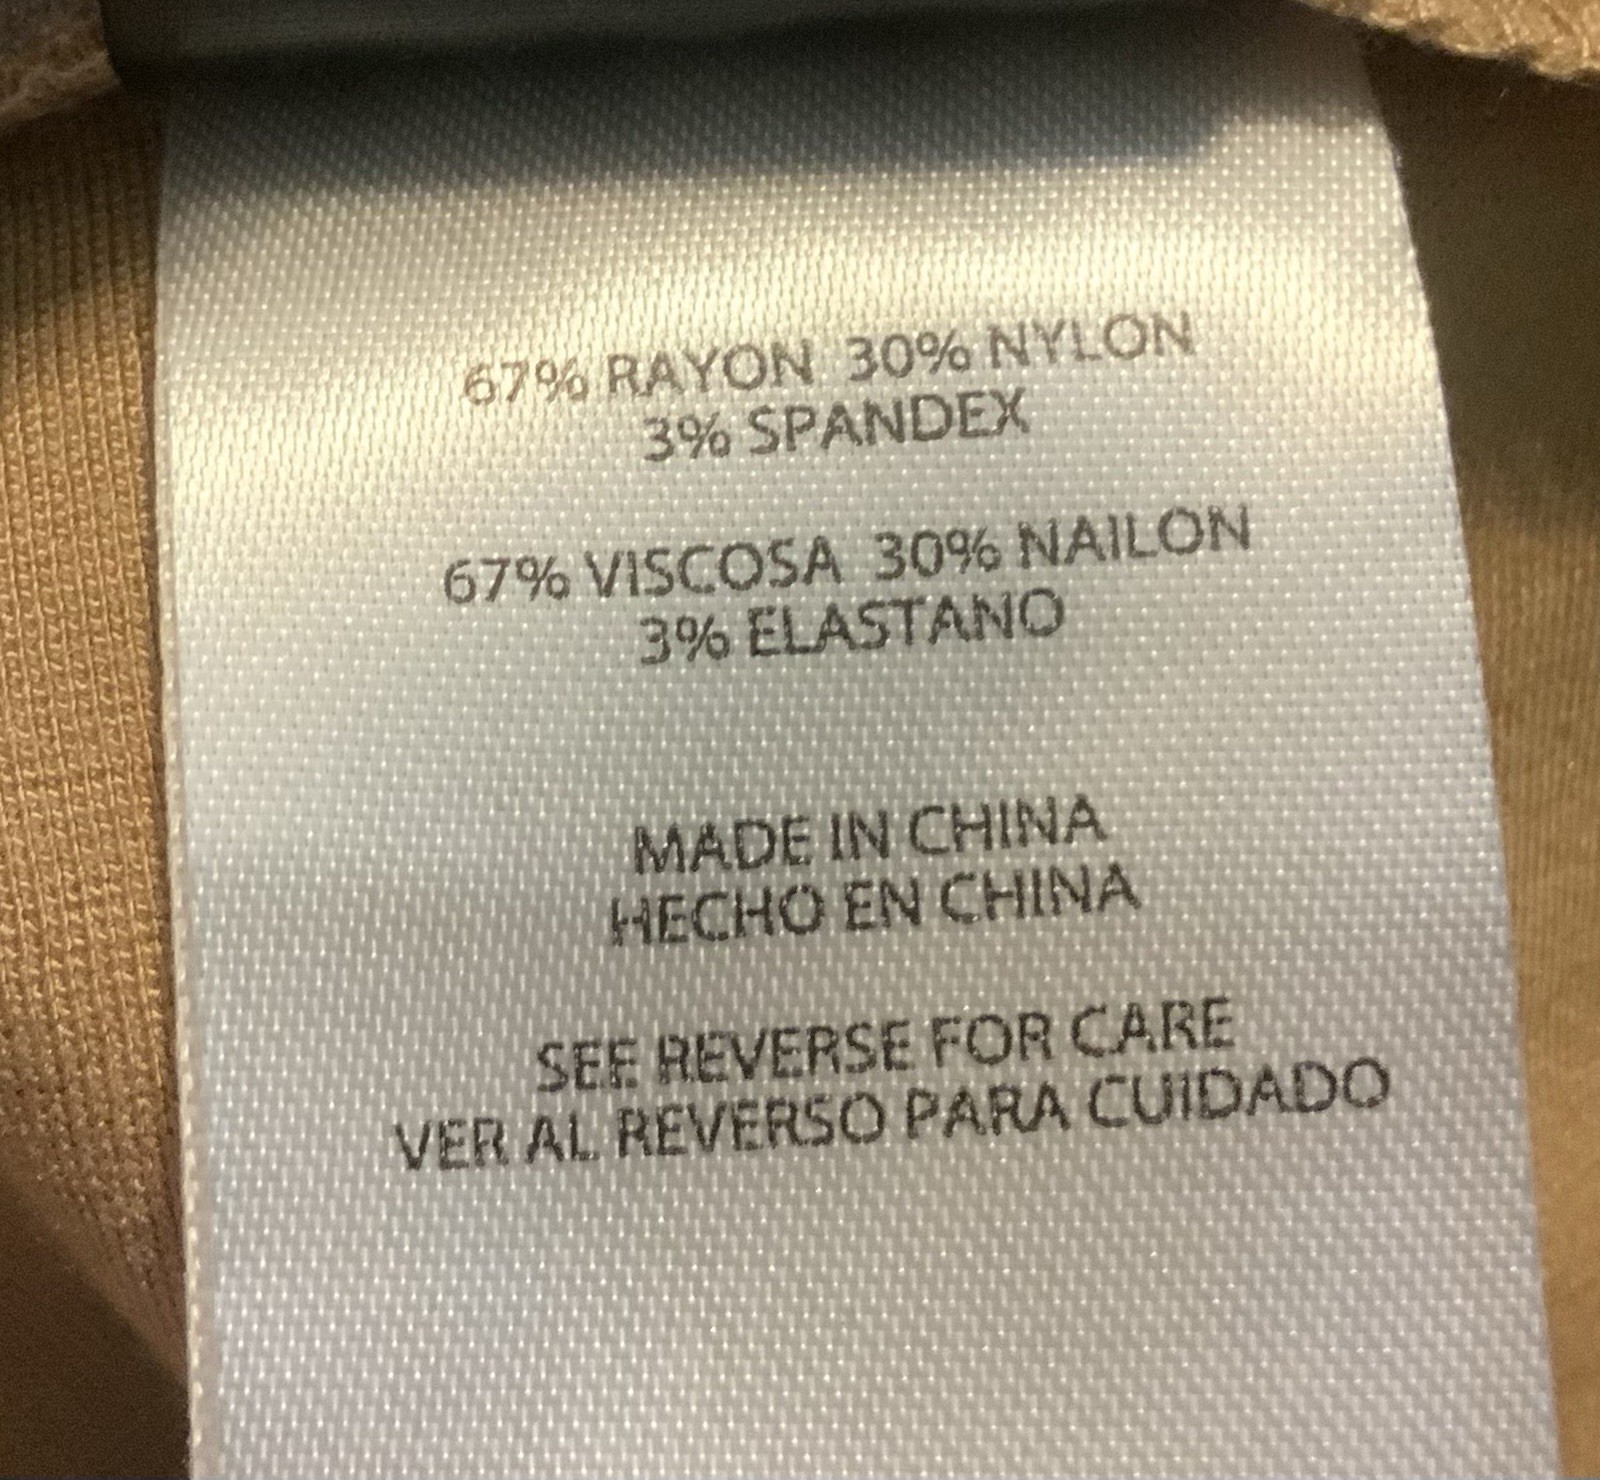 67% RAYON 30% NYLON
3% SPANDEX
67% VISCOSA 30% NAILON
3% ELASTANO
MADE IN CHINA
HECHO EN CHINA
SEE REVERSE FOR CARE
VER AL REVERSO PARA CUIDADO